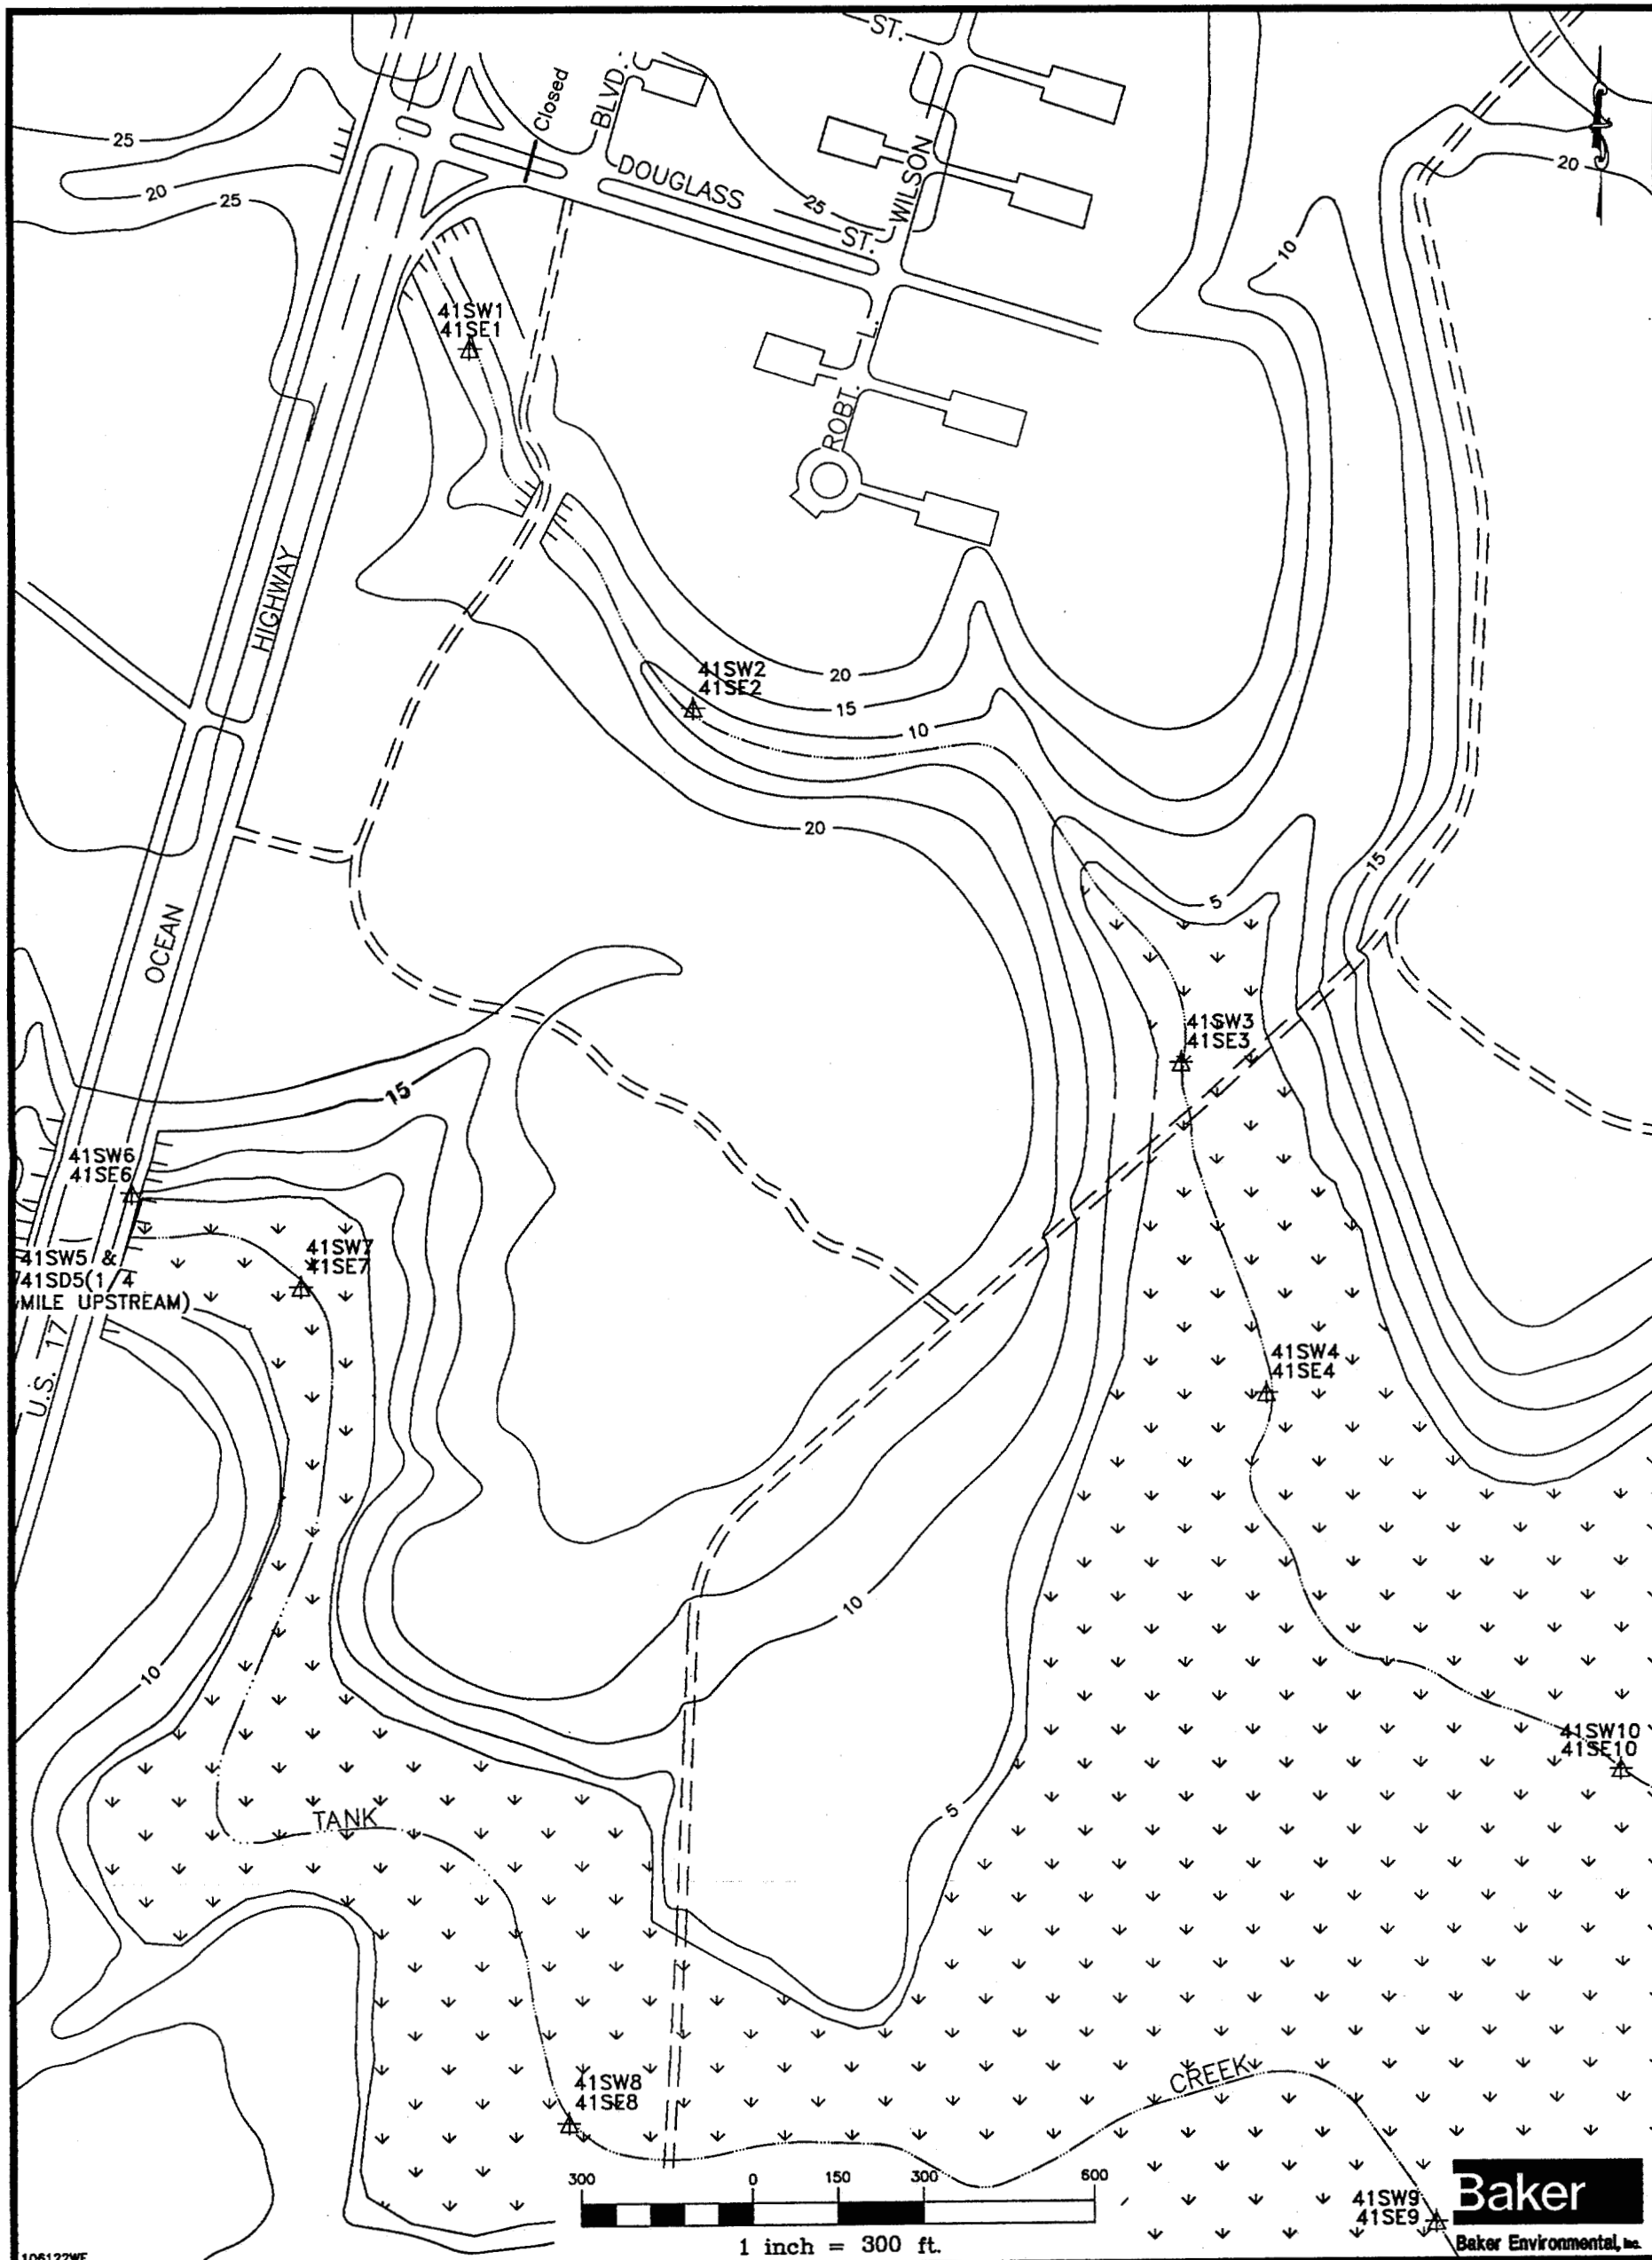 ST.
Closed
BLVD.
25
20
25
DOUGLASS
ST.
25
WILSON
L.
ROBT.
10
20
41SW1
41SE1
HIGHWAY
41SW2
41SE2
20
15
10
20
15
5
OCEAN
41SW3
41SE3
15
41SW6
41SE6
41SW7
41SE7
41SW5 &
41SD5(1/4
MILE UPSTREAM)
U.S. 17
41SW4
41SE4
10
10
41SW10
41SE10
5
TANK
CREEK
41SW8
41SE8
41SW9
41SE9
300 0 150 300 600
1 inch = 300 ft.
Baker
Baker Environmental, Inc.
106122WF